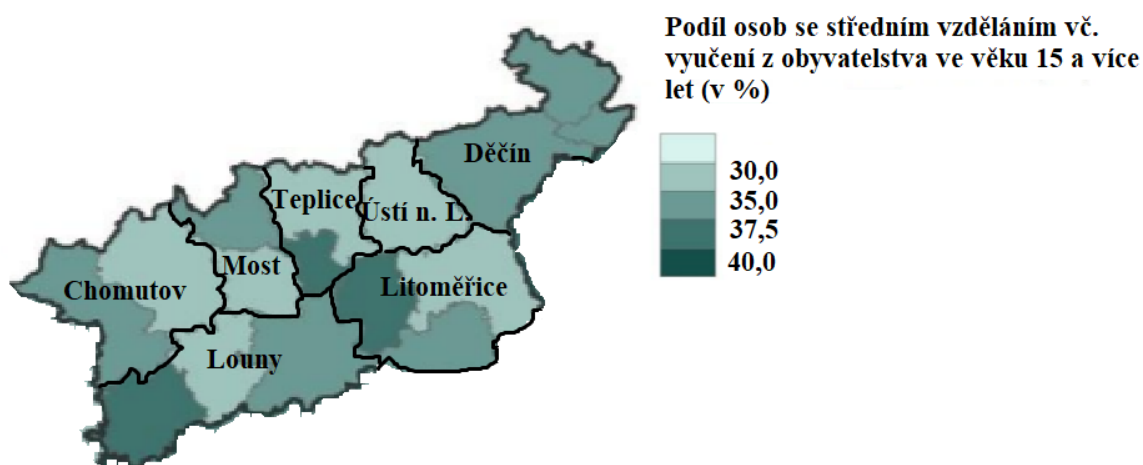 Podíl osob se středním vzděláním vč.
vyučení z obyvatelstva ve věku 15 a více
let (v %)
30,0
35,0
37,5
40,0
Děčín
Teplice
Ústí n. L.
Most
Chomutov
Litoměřice
Louny